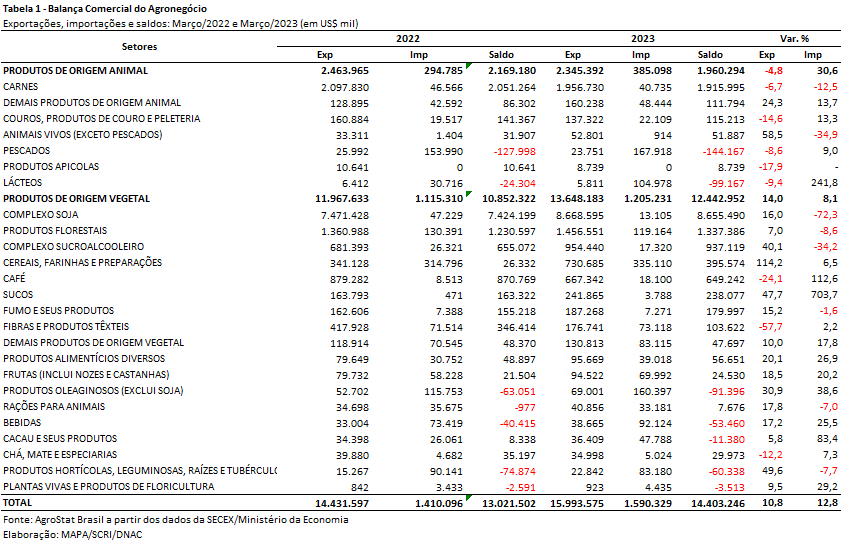 Tabela 1 - Balança Comercial do Agronegócio
Exportações, importações e saldos: Março/2022 e Março/2023 (em US$ mil)
Setores 2022 2023 Var. %
Exp Imp Saldo Exp Imp Saldo Exp Imp
PRODUTOS DE ORIGEM ANIMAL 2.463.965 294.785 2.169.180 2.345.392 385.098 1.960.294 -4,8 30,6
CARNES 2.097.830 46.566 2.051.264 1.956.730 40.735 1.915.995 -6,7 -12,5
DEMAIS PRODUTOS DE ORIGEM ANIMAL 128.895 42.592 86.302 160.238 48.444 111.794 24,3 13,7
COUROS, PRODUTOS DE COURO E PELETERIA 160.884 19.517 141.367 137.322 22.109 115.213 -14,6 13,3
ANIMAIS VIVOS (EXCETO PESCADOS) 33.311 1.404 31.907 52.801 914 51.887 58,5 -34,9
PESCADOS 25.992 153.990 -127.998 23.751 167.918 -144.167 -8,6 9,0
PRODUTOS APICOLAS 10.641 0 10.641 8.739 0 8.739 -17,9 -
LÁCTEOS 6.412 30.716 -24.304 5.811 104.978 -99.167 -9,4 241,8
PRODUTOS DE ORIGEM VEGETAL 11.967.633 1.115.310 10.852.322 13.648.183 1.205.231 12.442.952 14,0 8,1
COMPLEXO SOJA 7.471.428 47.229 7.424.199 8.668.595 13.105 8.655.490 16,0 -72,3
PRODUTOS FLORESTAIS 1.360.988 130.391 1.230.597 1.456.551 119.164 1.337.386 7,0 -8,6
COMPLEXO SUCROALCOOLEIRO 681.393 26.321 655.072 954.440 17.320 937.119 40,1 -34,2
CEREAIS, FARINHAS E PREPARAÇÕES 341.128 314.796 26.332 730.685 335.110 395.574 114,2 6,5
CAFÉ 879.282 8.513 870.769 667.342 18.100 649.242 -24,1 112,6
SUCOS 163.793 471 163.322 241.865 3.788 238.077 47,7 703,7
FUMO E SEUS PRODUTOS 162.606 7.388 155.218 187.268 7.271 179.997 15,2 -1,6
FIBRAS E PRODUTOS TÊXTEIS 417.928 71.514 346.414 176.741 73.118 103.622 -57,7 2,2
DEMAIS PRODUTOS DE ORIGEM VEGETAL 118.914 70.545 48.370 130.813 83.115 47.697 10,0 17,8
PRODUTOS ALIMENTÍCIOS DIVERSOS 79.649 30.752 48.897 95.669 39.018 56.651 20,1 26,9
FRUTAS (INCLUI NOZES E CASTANHAS) 79.732 58.228 21.504 94.522 69.992 24.530 18,5 20,2
PRODUTOS OLEAGINOSOS (EXCLUI SOJA) 52.702 115.753 -63.051 69.001 160.397 -91.396 30,9 38,6
RAÇÕES PARA ANIMAIS 34.698 35.675 -977 40.856 33.181 7.676 17,8 -7,0
BEBIDAS 33.004 73.419 -40.415 38.665 92.124 -53.460 17,2 25,5
CACAU E SEUS PRODUTOS 34.398 26.061 8.338 36.409 47.788 -11.380 5,8 83,4
CHÁ, MATE E ESPECIARIAS 39.880 4.682 35.197 34.998 5.024 29.973 -12,2 7,3
PRODUTOS HORTÍCOLAS, LEGUMINOSAS, RAÍZES E TUBÉRCULO 15.267 90.141 -74.874 22.842 83.180 -60.338 49,6 -7,7
PLANTAS VIVAS E PRODUTOS DE FLORICULTURA 842 3.433 -2.591 923 4.435 -3.513 9,5 29,2
TOTAL 14.431.597 1.410.096 13.021.502 15.993.575 1.590.329 14.403.246 10,8 12,8
Fonte: AgroStat Brasil a partir dos dados da SECEX/Ministério da Economia
Elaboração: MAPA/SCRI/DNAC